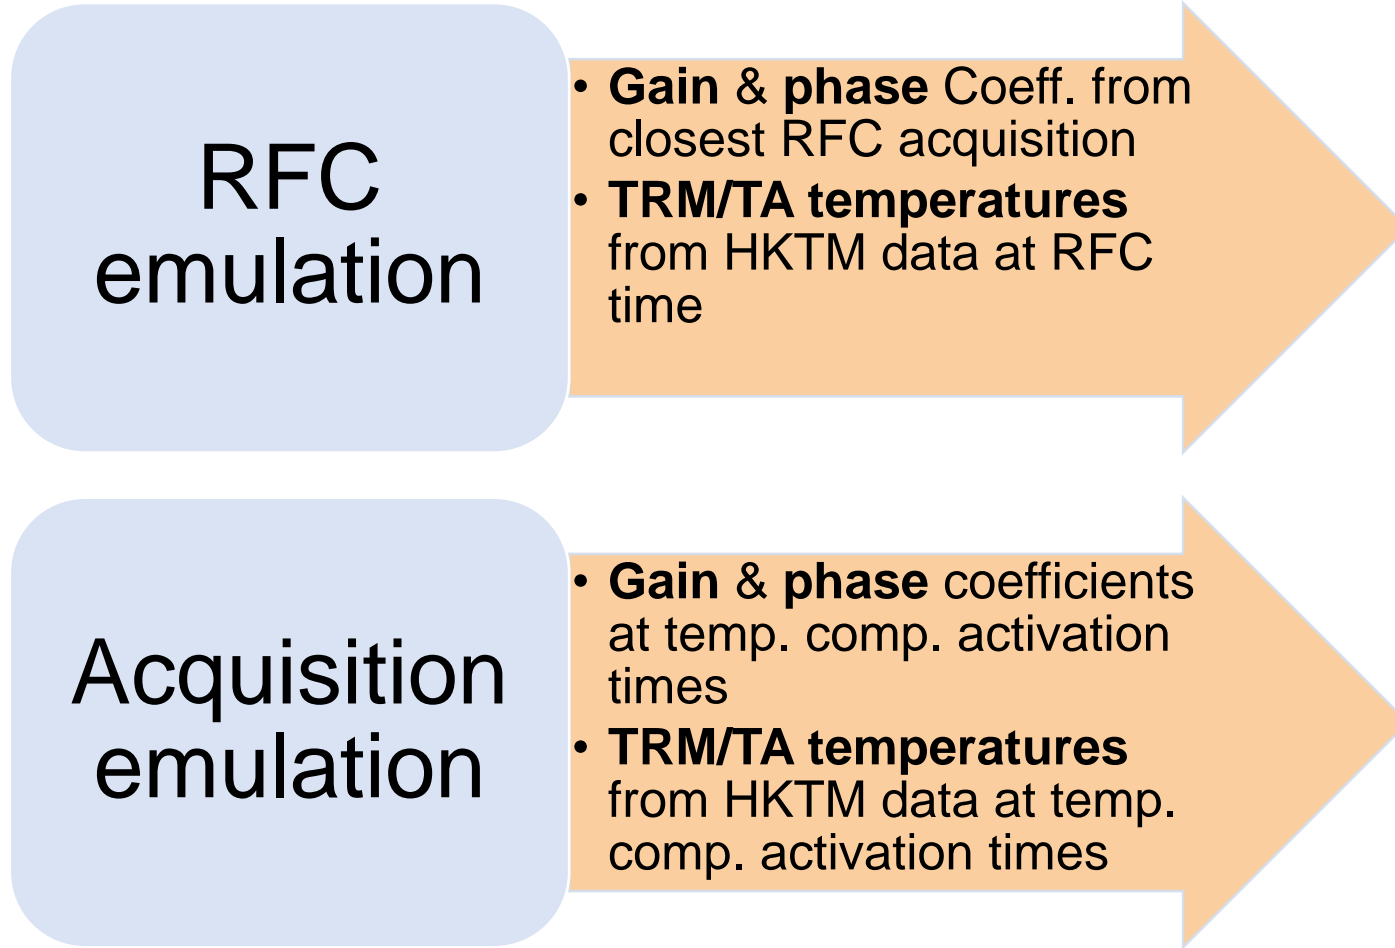 RFC
emulation
• Gain & phase Coeff. from
closest RFC acquisition
• TRM/TA temperatures
from HKTM data at RFC
time
Acquisition
emulation
• Gain & phase coefficients
at temp. comp. activation
times
• TRM/TA temperatures
from HKTM data at temp.
comp. activation times